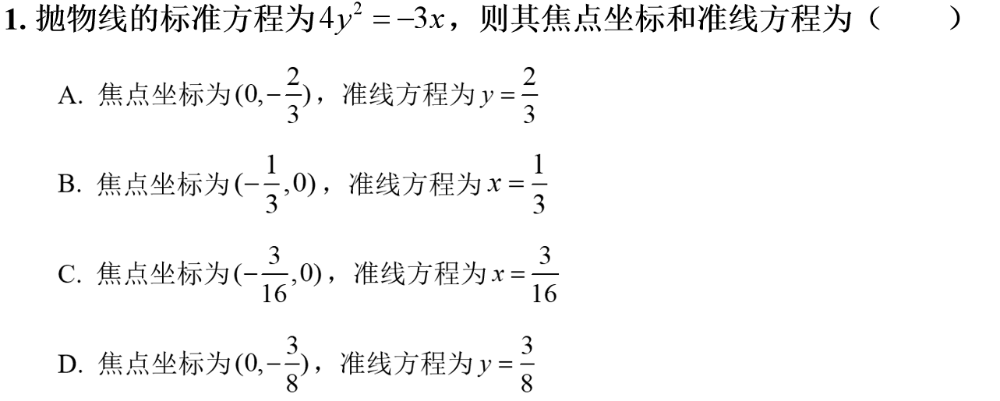 1. 抛物线的标准方程为 $4y^2=-3x$，则其焦点坐标和准线方程为（　　）
A. 焦点坐标为 $(0,-\frac{2}{3})$，准线方程为 $y=\frac{2}{3}$
B. 焦点坐标为 $(-\frac{1}{3},0)$，准线方程为 $x=\frac{1}{3}$
C. 焦点坐标为 $(-\frac{3}{16},0)$，准线方程为 $x=\frac{3}{16}$
D. 焦点坐标为 $(0,-\frac{3}{8})$，准线方程为 $y=\frac{3}{8}$